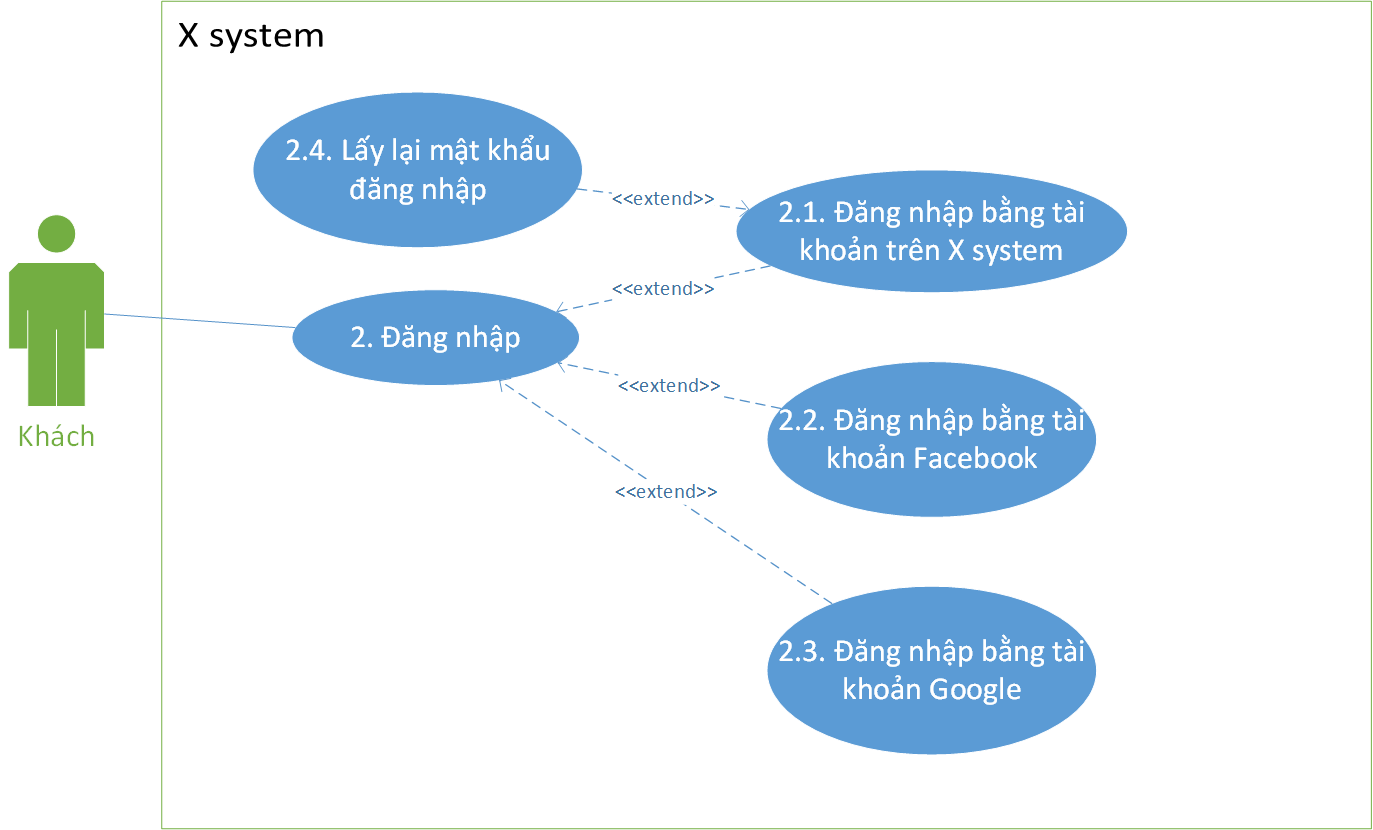 X system
2.4. Lấy lại mật khẩu
đăng nhập
<<extend>>
2.1. Đăng nhập bằng tài
khoản trên X system
<<extend>>
2. Đăng nhập
<<extend>>
2.2. Đăng nhập bằng tài
khoản Facebook
Khách
<<extend>>
2.3. Đăng nhập bằng tài
khoản Google